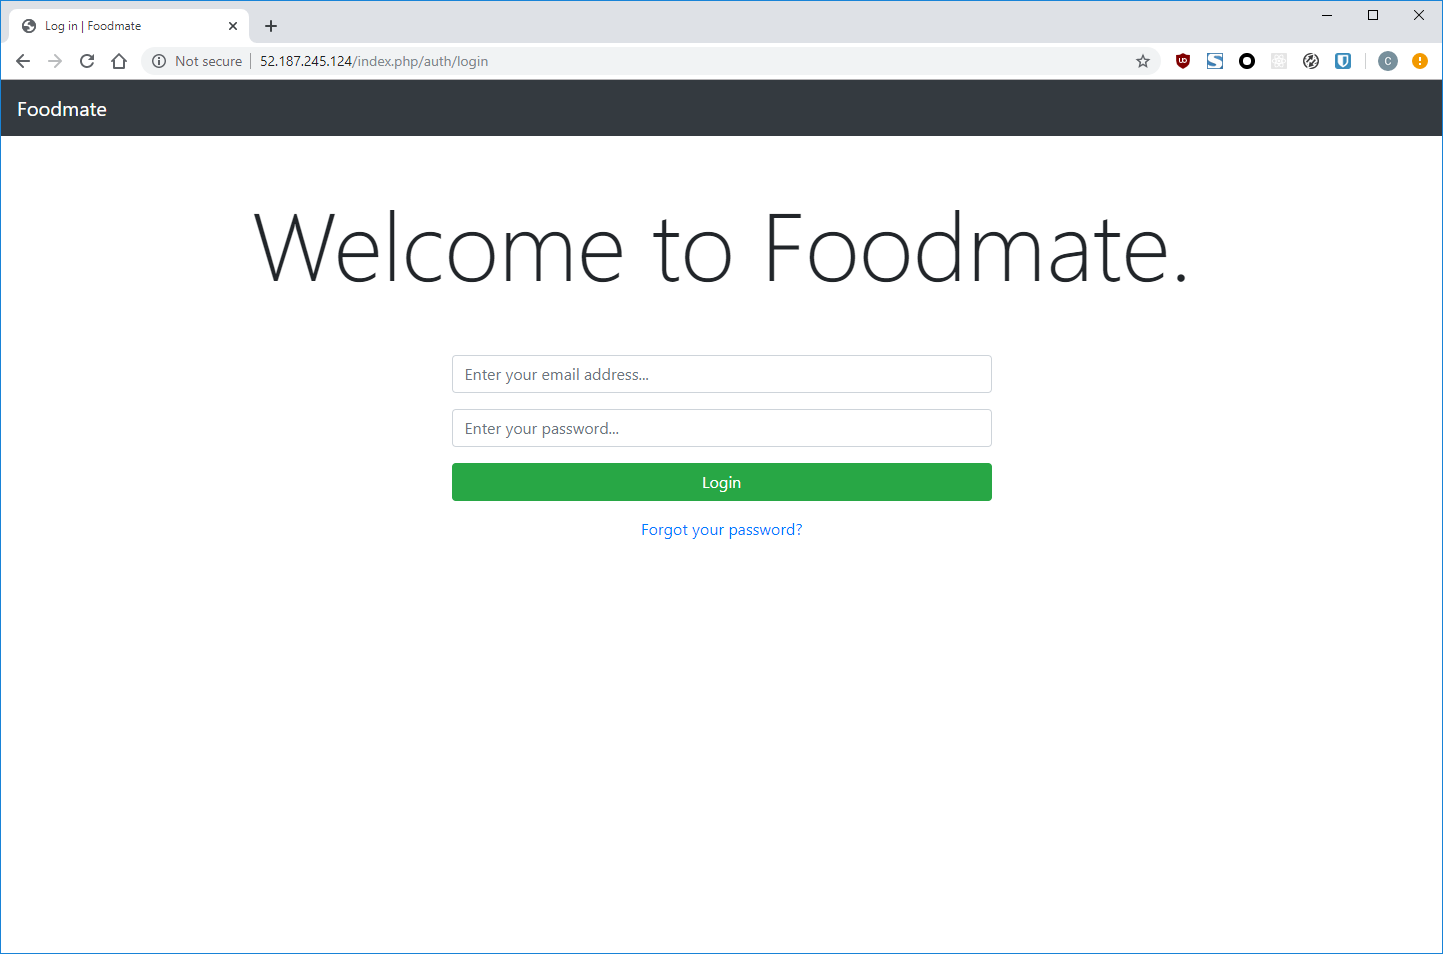 Log in | Foodmate
Not secure
52.187.245.124/index.php/auth/login
UD
S
C
Foodmate
Welcome to Foodmate.
Enter your email address...
Enter your password...
Login
Forgot your password?